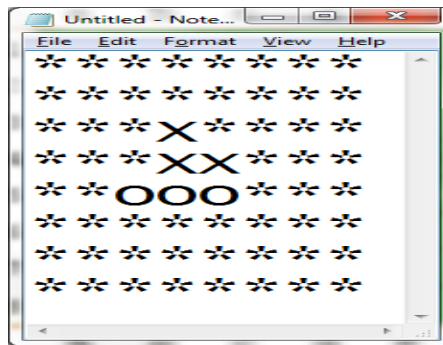 Untitled - Note...
File Edit Format View Help
* * * * * * * *
* * * * * * * *
* * * X * * * *
* * * XX * * *
* * OOO * * *
* * * * * * * *
* * * * * * * *
* * * * * * * *